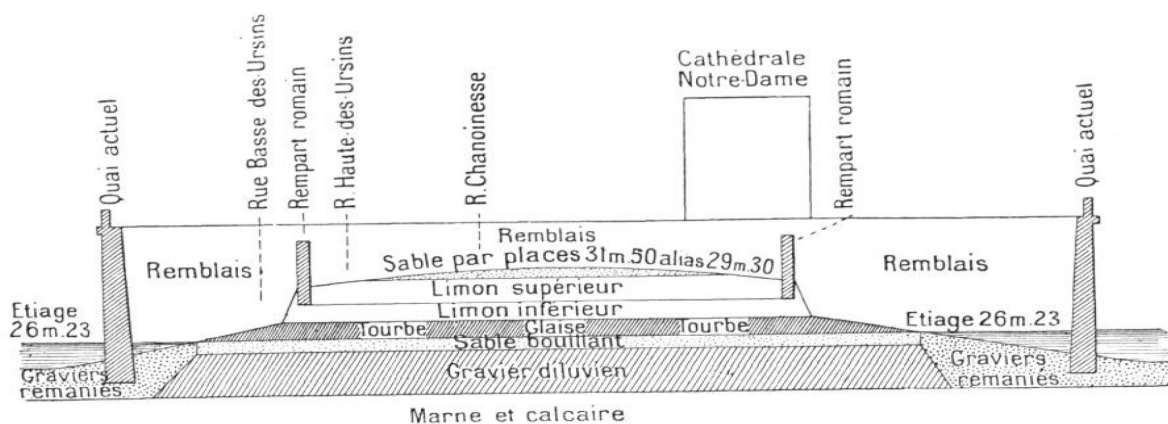 Quai actuel
Rue Basse des Ursins
Rempart romain
R. Haute-des-Ursins
R. Chanoinesse
Cathédrale
Notre-Dame
Rempart romain
Quai actuel
Remblais
Remblais
Sable par places 31m.50 alias 29m.30
Remblais
Limon supérieur
Limon inférieur
Etiage
26m.23
Etiage 26m.23
Tourbe
Glaise
Tourbe
Sable bouillant
Graviers
remaniés
Gravier diluvien
Graviers
remaniés
Marne et calcaire